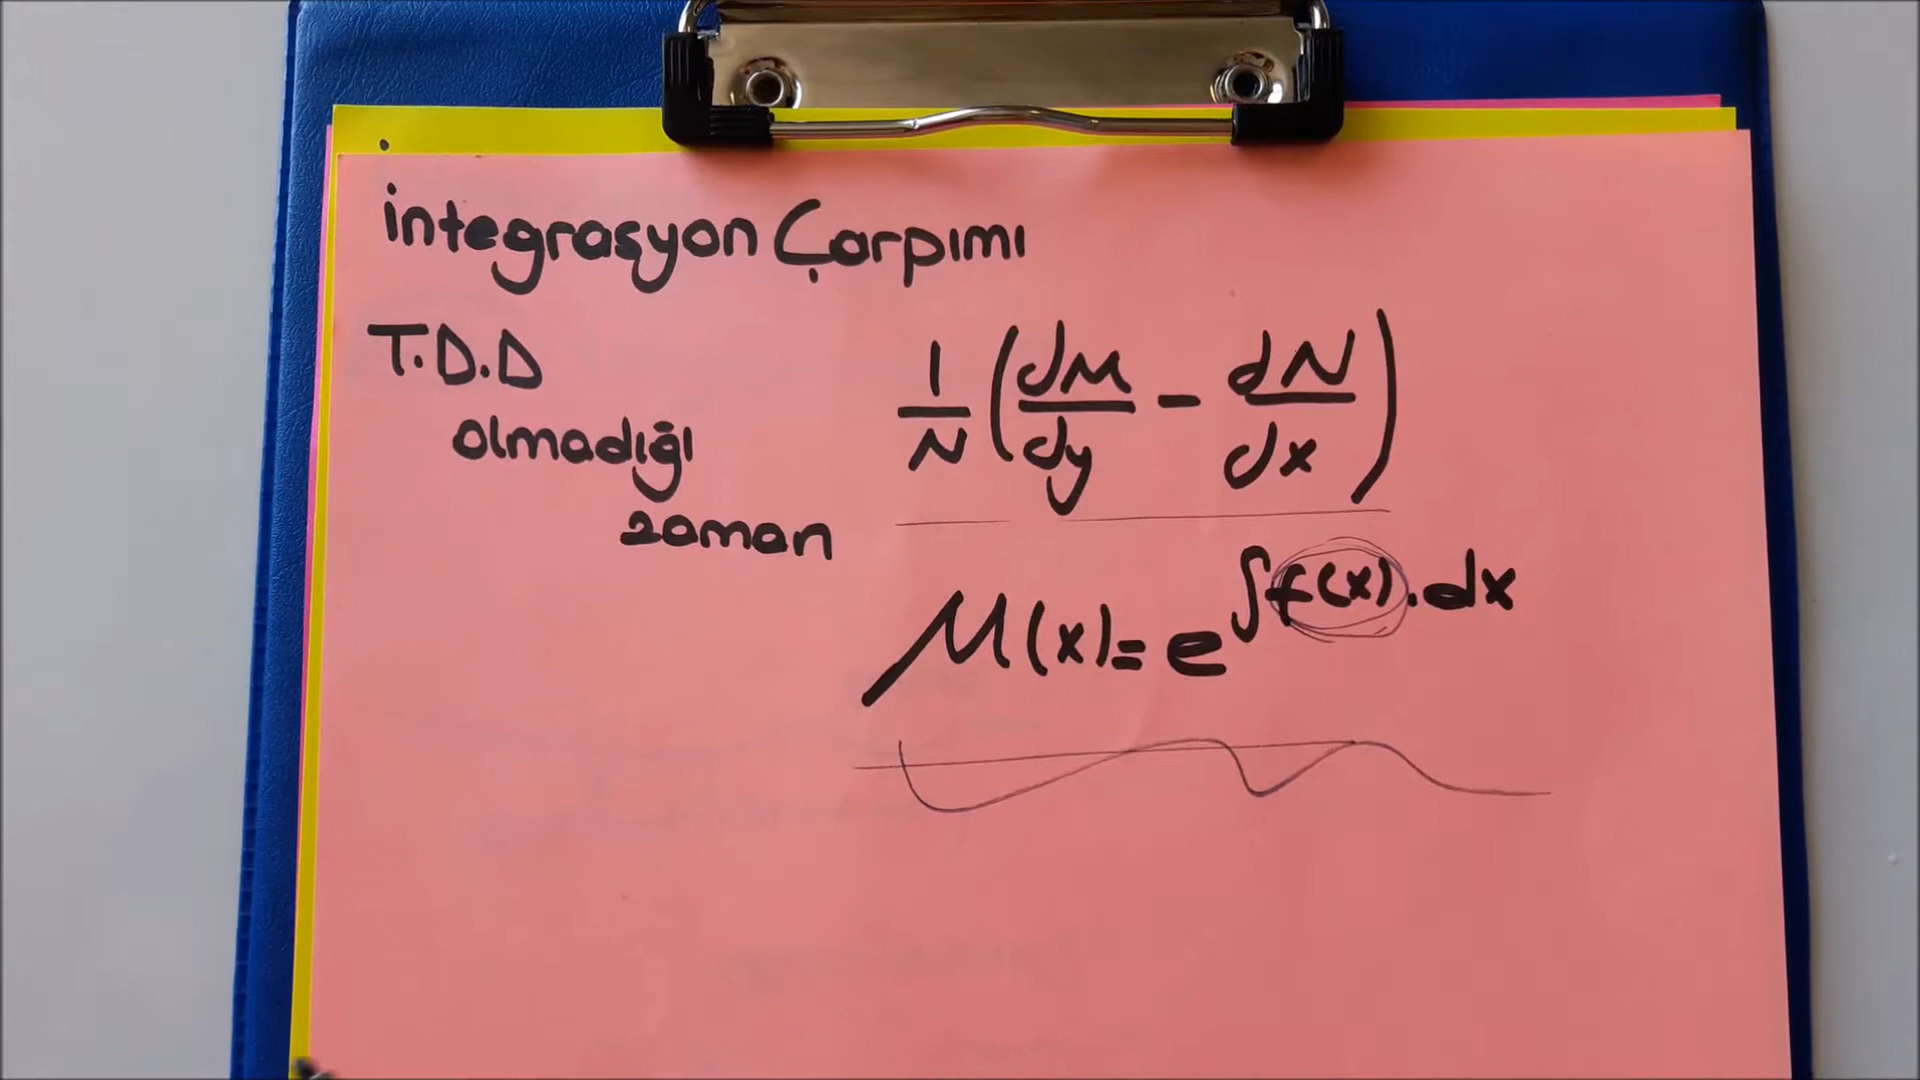 integrasyon Çarpımı
T.D.D
olmadığı
zaman
1/N (dM/dy - dN/dx)
M(x) = e^∫f(x).dx